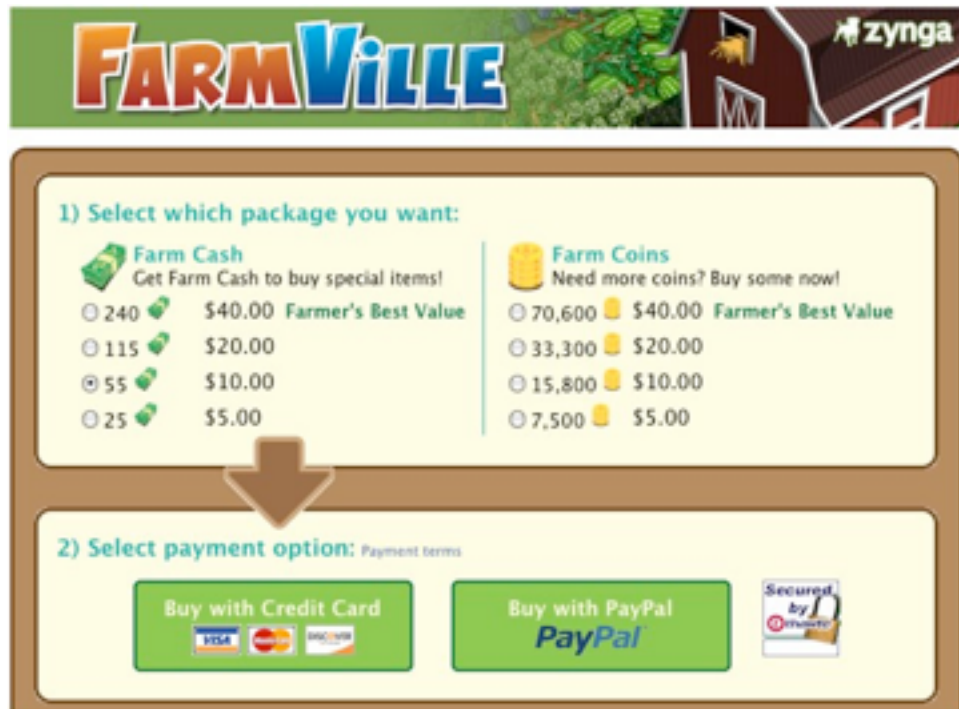 FARMVILLE
zynga
1) Select which package you want:
Farm Cash
Get Farm Cash to buy special items!
240 $40.00 Farmer's Best Value
115 $20.00
55 $10.00
25 $5.00
Farm Coins
Need more coins? Buy some now!
70,600 $40.00 Farmer's Best Value
33,300 $20.00
15,800 $10.00
7,500 $5.00
2) Select payment option: Payment terms
Buy with Credit Card
VISA MasterCard DISCOVER
Buy with PayPal
PayPal
Secured
by